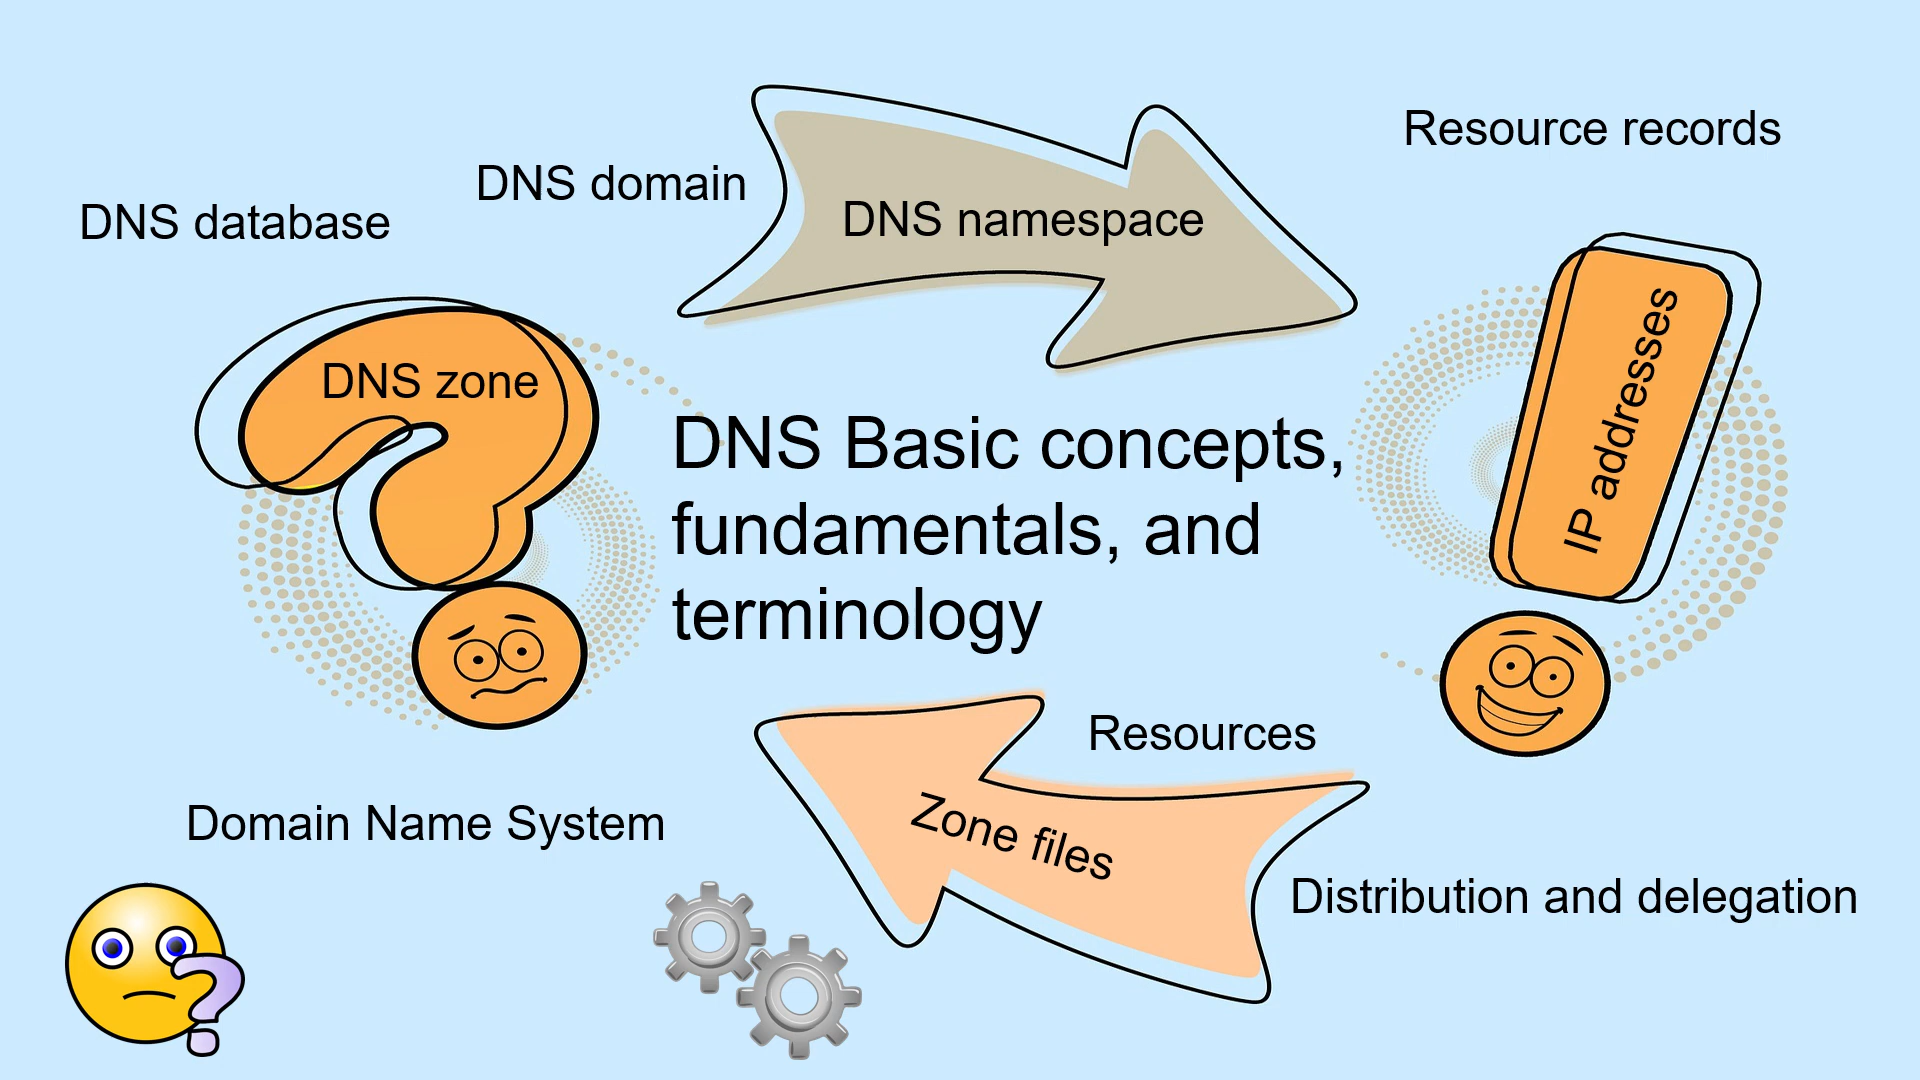 Resource records
DNS domain
DNS database
DNS namespace
DNS zone
IP addresses
DNS Basic concepts,
fundamentals, and
terminology
Resources
Zone files
Domain Name System
Distribution and delegation
?